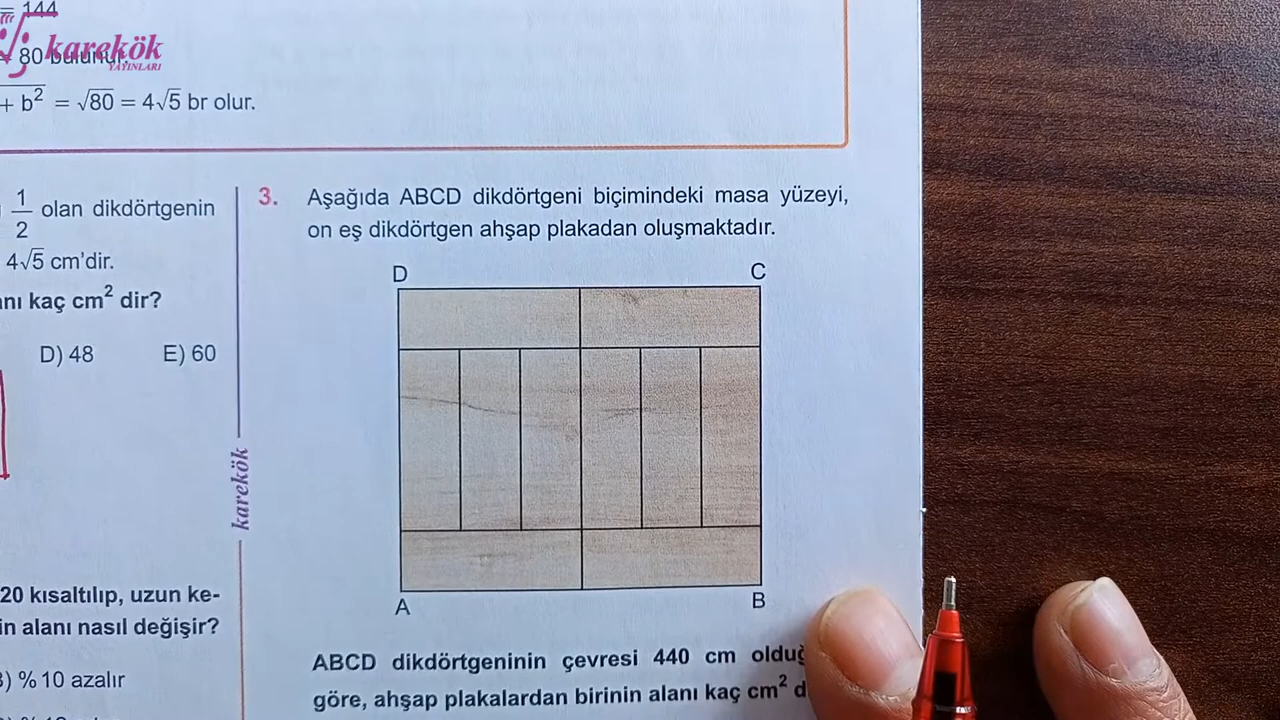 = 144
karekök
YAYINLARI
80 bulunur.
+ b² = √80 = 4√5 br olur.
1/2 olan dikdörtgenin
4√5 cm'dir.
kaç cm² dir?
D) 48 E) 60
20 kısaltılıp, uzun ke-
alanı nasıl değişir?
% 10 azalır
karekök
3. Aşağıda ABCD dikdörtgeni biçimindeki masa yüzeyi,
on eş dikdörtgen ahşap plakadan oluşmaktadır.
D C
A B
ABCD dikdörtgeninin çevresi 440 cm
göre, ahşap plakalardan birinin alanı kaç cm²